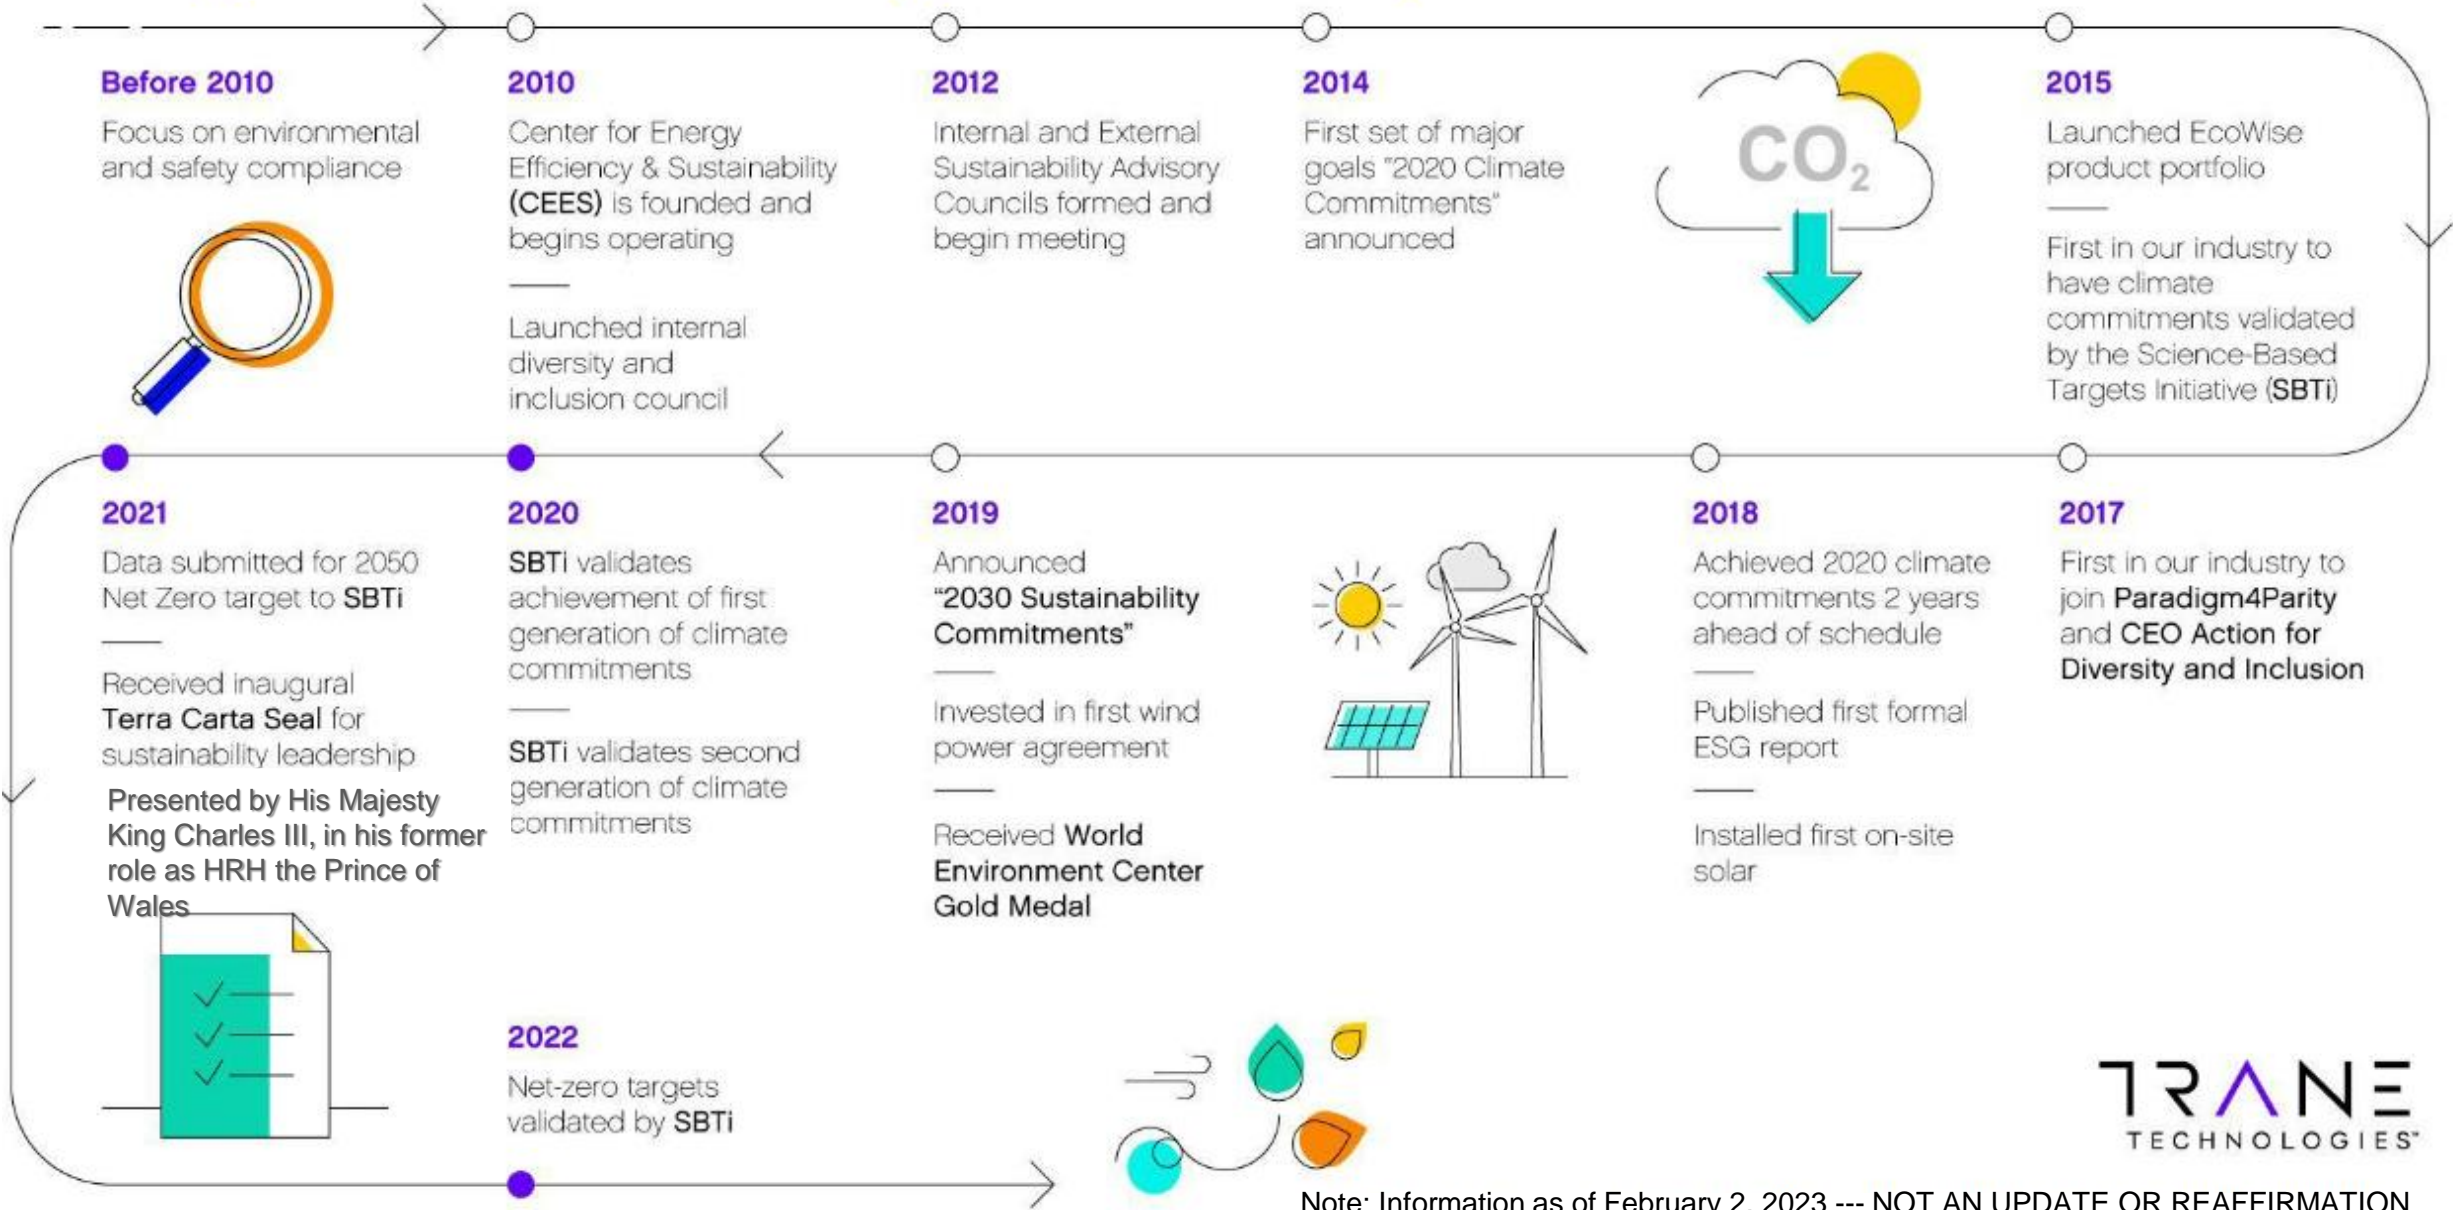 Before 2010
Focus on environmental
and safety compliance
2010
Center for Energy
Efficiency & Sustainability
(CEES) is founded and
begins operating
Launched internal
diversity and
inclusion council
2012
Internal and External
Sustainability Advisory
Councils formed and
begin meeting
2014
First set of major
goals "2020 Climate
Commitments"
announced
CO₂
2015
Launched EcoWise
product portfolio
First in our industry to
have climate
commitments validated
by the Science-Based
Targets Initiative (SBTi)
2017
First in our industry to
join Paradigm4Parity
and CEO Action for
Diversity and Inclusion
2018
Achieved 2020 climate
commitments 2 years
ahead of schedule
Published first formal
ESG report
Installed first on-site
solar
2019
Announced
“2030 Sustainability
Commitments”
Invested in first wind
power agreement
Received World
Environment Center
Gold Medal
2020
SBTi validates
achievement of first
generation of climate
commitments
SBTi validates second
generation of climate
commitments
2021
Data submitted for 2050
Net Zero target to SBTi
Received inaugural
Terra Carta Seal for
sustainability leadership
Presented by His Majesty
King Charles III, in his former
role as HRH the Prince of
Wales
2022
Net-zero targets
validated by SBTi
TRANE
TECHNOLOGIES™
Note: Information as of February 2, 2023 --- NOT AN UPDATE OR REAFFIRMATION